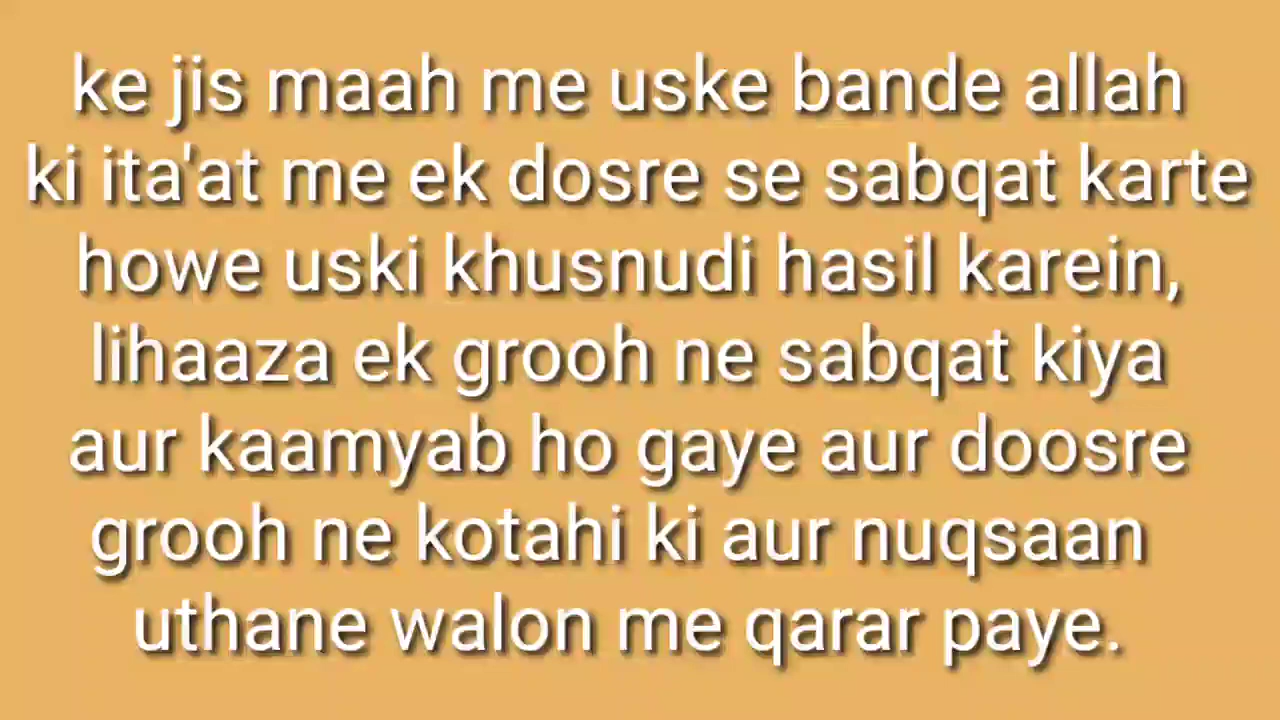 ke jis maah me uske bande allah
ki ita'at me ek dosre se sabqat karte
howe uski khusnudi hasil karein,
lihaaza ek grooh ne sabqat kiya
aur kaamyab ho gaye aur doosre
grooh ne kotahi ki aur nuqsaan
uthane walon me qarar paye.